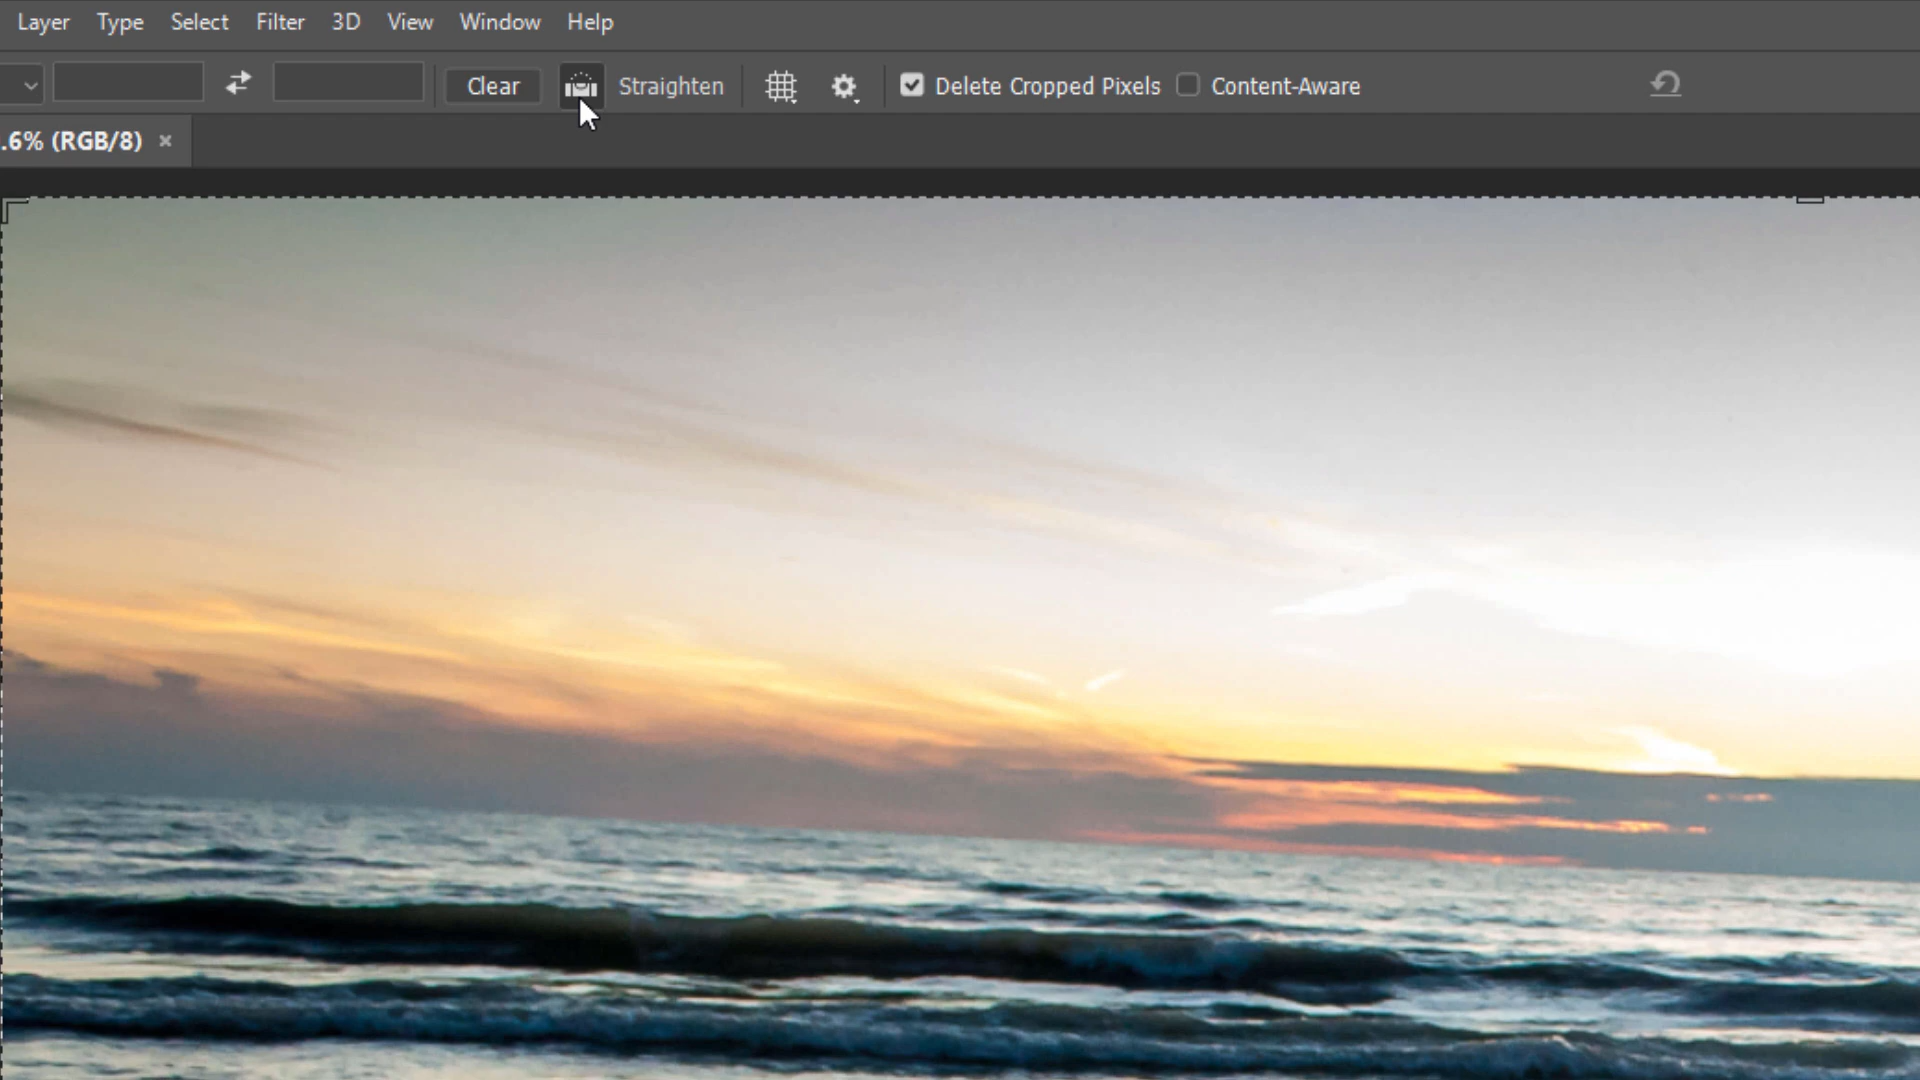 Layer Type Select Filter 3D View Window Help
Clear Straighten Delete Cropped Pixels Content-Aware
.6% (RGB/8) ×